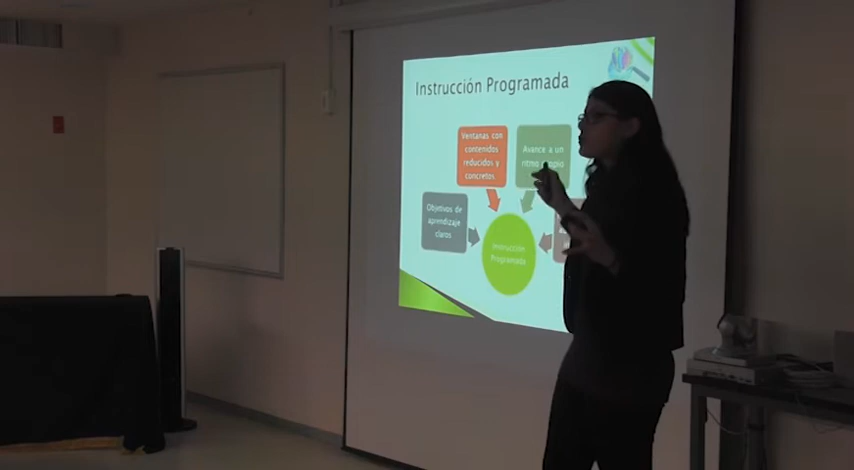 Instrucción Programada
Ventanas con
contenidos
reducidos y
concretos
Avance a un
ritmo propio
Objetivos de
aprendizaje
claros
Instrucción
Programada